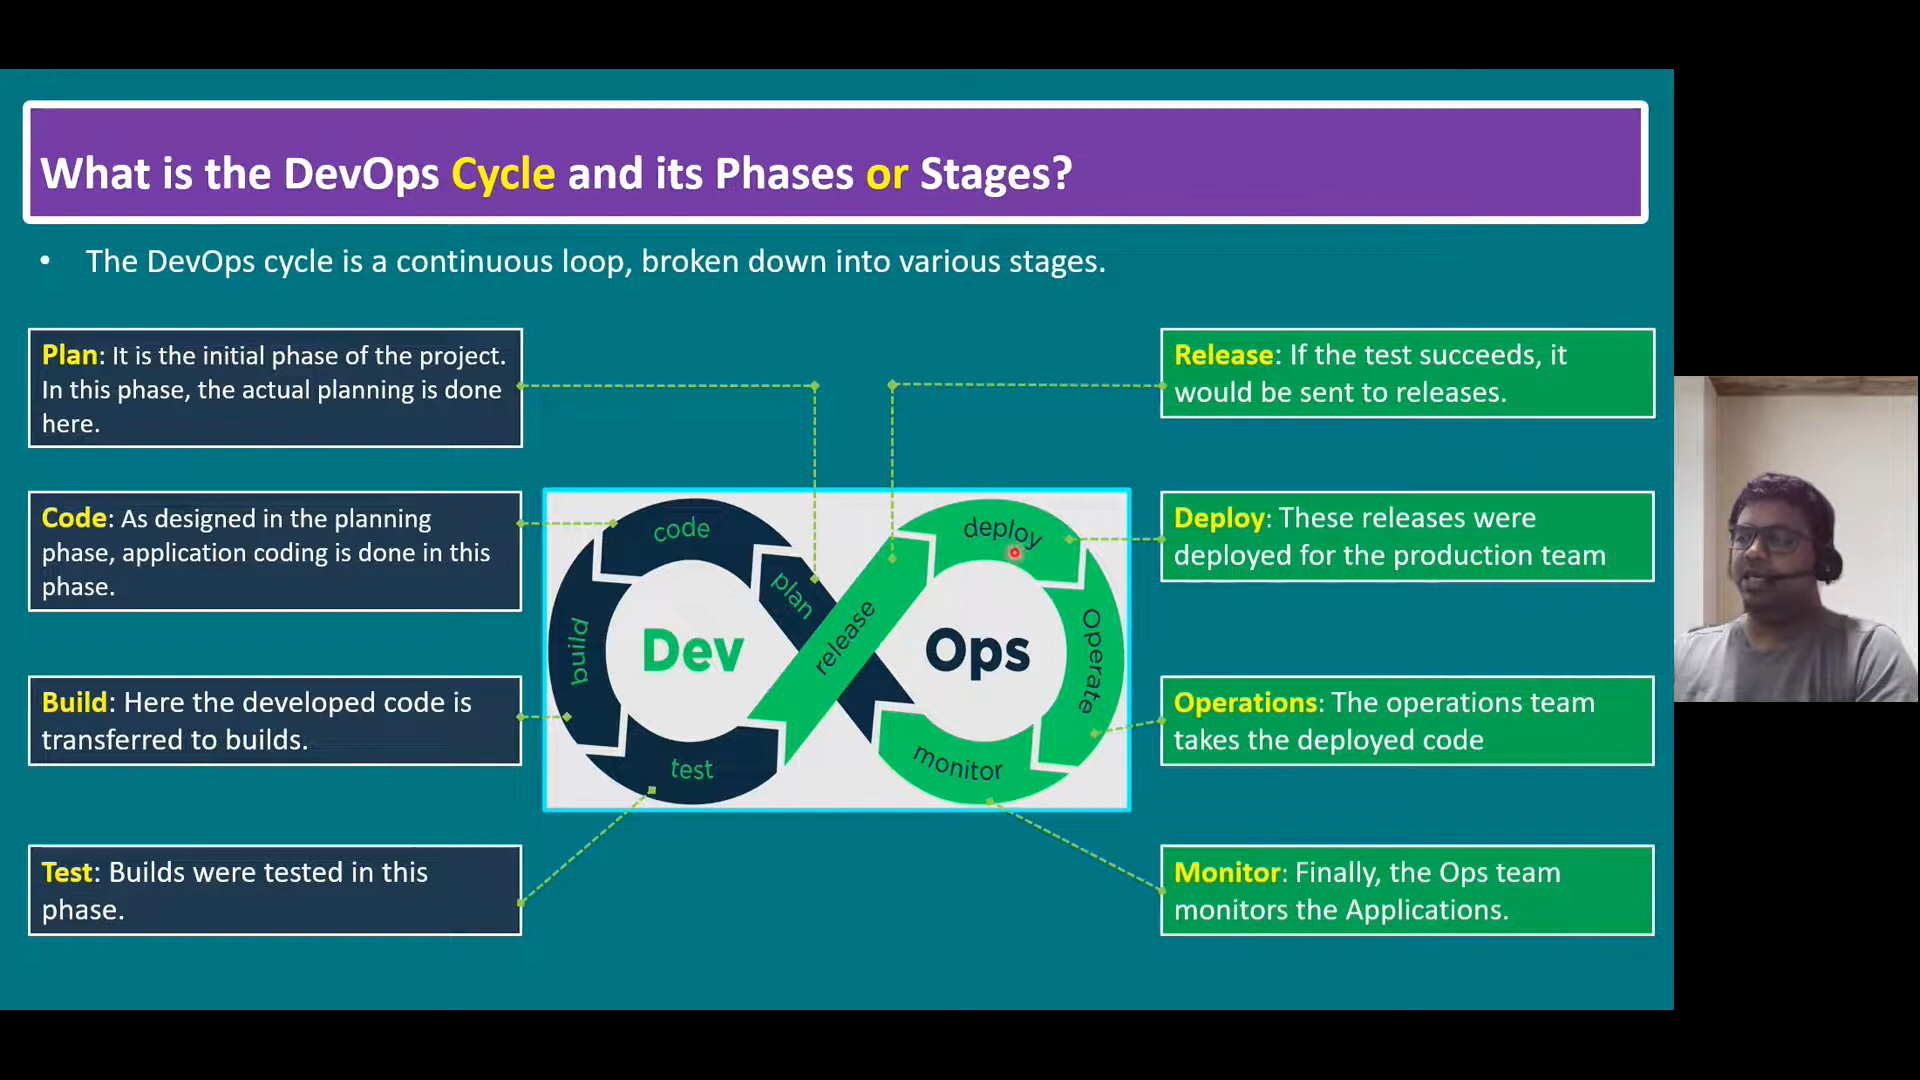 What is the DevOps Cycle and its Phases or Stages?
• The DevOps cycle is a continuous loop, broken down into various stages.
Plan: It is the initial phase of the project.
In this phase, the actual planning is done
here.
Code: As designed in the planning
phase, application coding is done in this
phase.
Build: Here the developed code is
transferred to builds.
Test: Builds were tested in this
phase.
code
plan
build
Dev
test
release
deploy
Ops
Operate
monitor
Release: If the test succeeds, it
would be sent to releases.
Deploy: These releases were
deployed for the production team
Operations: The operations team
takes the deployed code
Monitor: Finally, the Ops team
monitors the Applications.